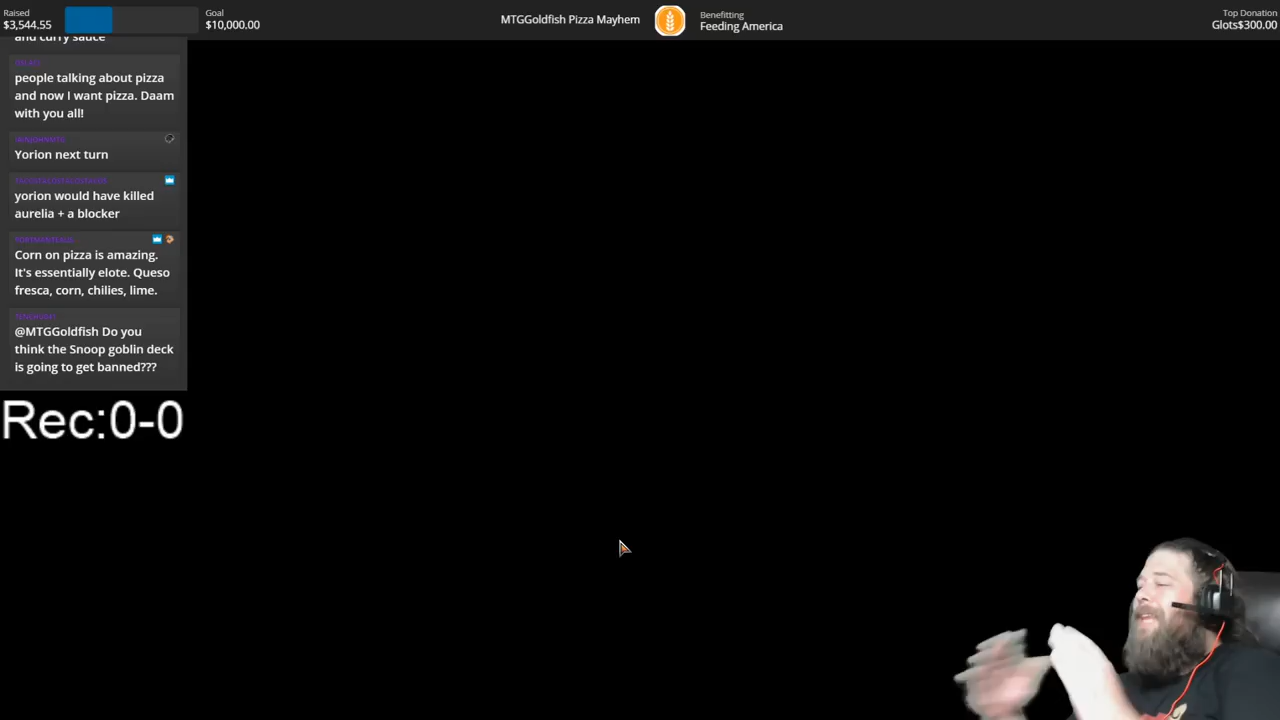 Raised
$3,544.55
Goal
$10,000.00
MTGGoldfish Pizza Mayhem
Benefitting
Feeding America
Top Donation
Glots$300.00
and curry sauce
people talking about pizza
and now I want pizza. Daam
with you all!
Yorion next turn
yorion would have killed
aurelia + a blocker
Corn on pizza is amazing.
It's essentially elote. Queso
fresca, corn, chilies, lime.
@MTGGoldfish Do you
think the Snoop goblin deck
is going to get banned???
Rec:0-0